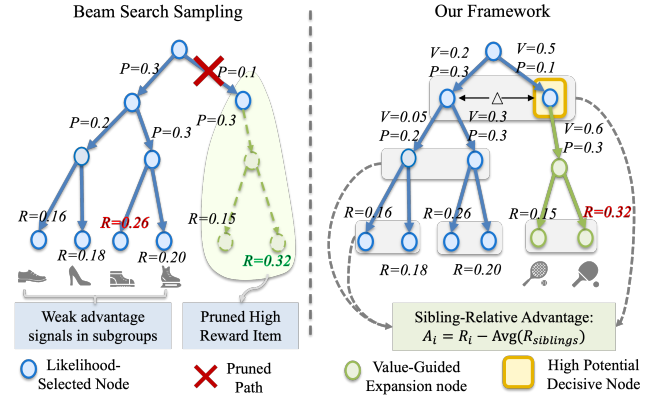 Beam Search Sampling
P=0.3
P=0.1
P=0.2
P=0.3
P=0.3
R=0.16
R=0.18
R=0.26
R=0.20
R=0.15
R=0.32
Weak advantage
signals in subgroups
Pruned High
Reward Item
Our Framework
V=0.2
P=0.3
V=0.5
P=0.1
△
V=0.05
P=0.2
V=0.3
P=0.3
V=0.6
P=0.3
R=0.16
R=0.18
R=0.26
R=0.20
R=0.15
R=0.32
Sibling-Relative Advantage:
A_i = R_i − Avg(R_siblings)
Likelihood-
Selected Node
Pruned
Path
Value-Guided
Expansion node
High Potential
Decisive Node